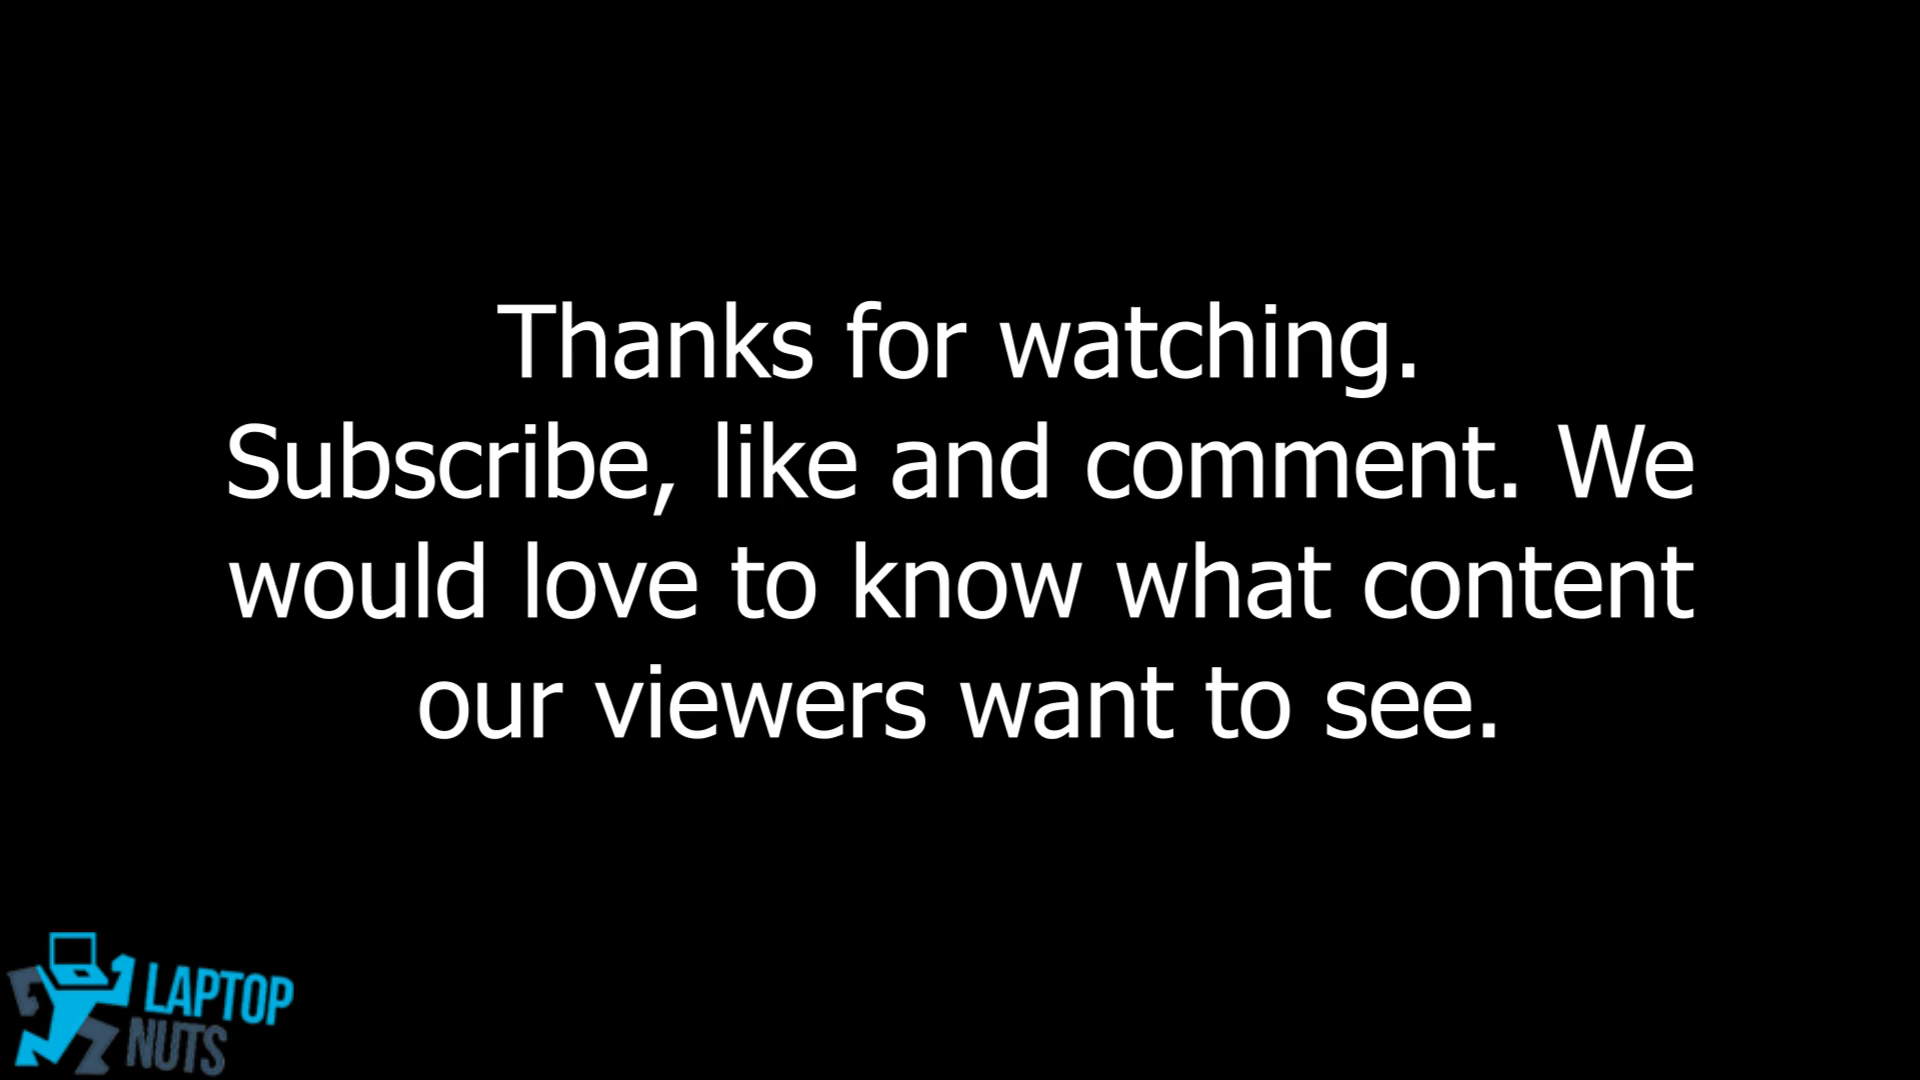 Thanks for watching.
Subscribe, like and comment. We
would love to know what content
our viewers want to see.
LAPTOP
NUTS